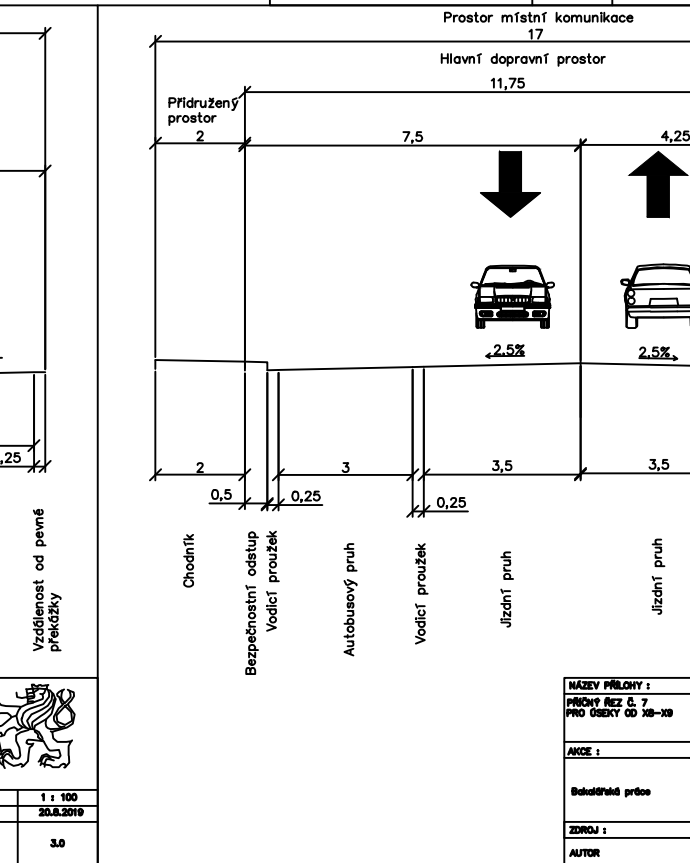 Prostor místní komunikace
17
Hlavní dopravní prostor
11,75
Přidružený
prostor
2
7,5
4,25
2.5%
2.5%
,25
2
3
3,5
3,5
0,5
0,25
0,25
Vzdálenost od pevné
překážky
Chodník
Bezpečnostní odstup
Vodicí proužek
Autobusový pruh
Vodicí proužek
Jízdní pruh
Jízdní pruh
NÁZEV PŘÍLOHY :
PŘÍČNÝ ŘEZ Č. 7
PRO ÚSEKY OD X8-X9
AKCE :
Bakalářská práce
1 : 100
20.8.2019
3.0
ZDROJ :
AUTOR